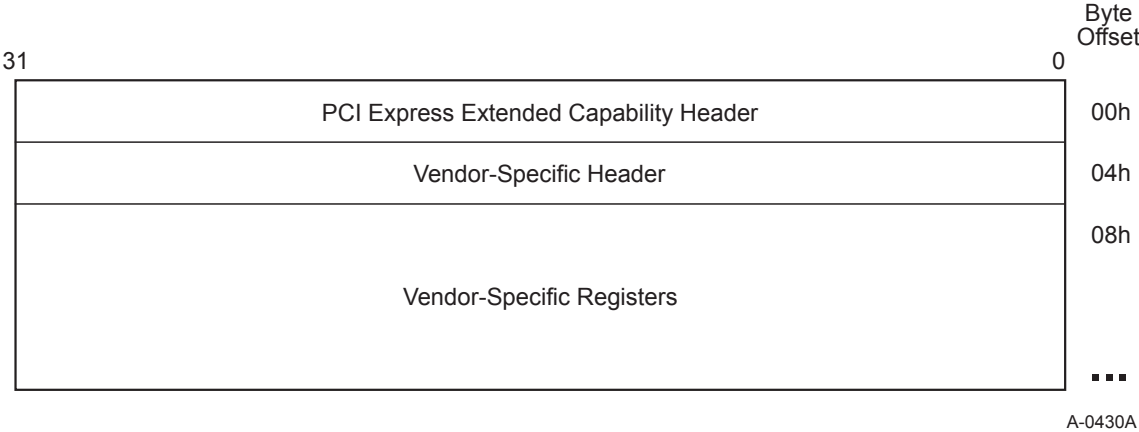 Byte
Offset
31 0
PCI Express Extended Capability Header 00h
Vendor-Specific Header 04h
08h
Vendor-Specific Registers
...
A-0430A